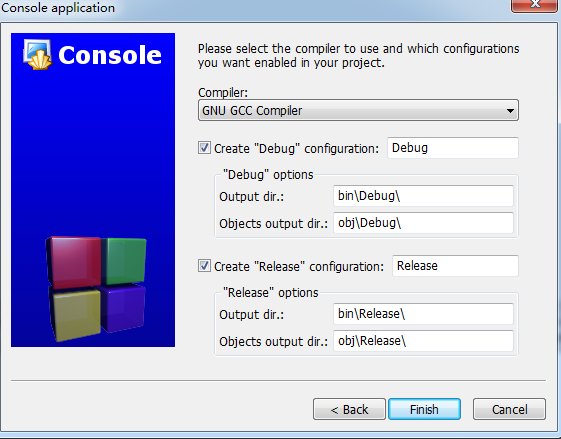 Console application
Console
Please select the compiler to use and which configurations
you want enabled in your project.
Compiler:
GNU GCC Compiler
Create "Debug" configuration: Debug
"Debug" options
Output dir.: bin\Debug\
Objects output dir.: obj\Debug\
Create "Release" configuration: Release
"Release" options
Output dir.: bin\Release\
Objects output dir.: obj\Release\
< Back Finish Cancel